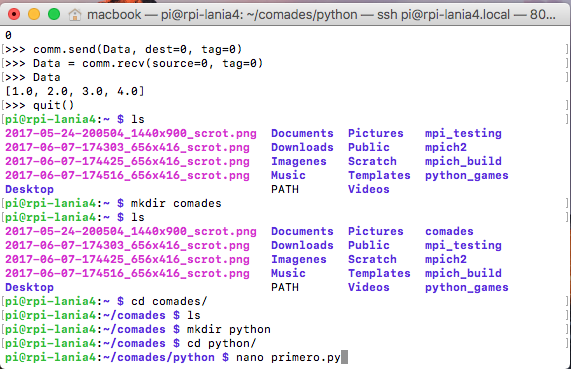 macbook — pi@rpi-lania4: ~/comades/python — ssh pi@rpi-lania4.local — 80...
0
[>>> comm.send(Data, dest=0, tag=0)
[>>> Data = comm.recv(source=0, tag=0)
[>>> Data
[1.0, 2.0, 3.0, 4.0]
[>>> quit()
[pi@rpi-lania4:~ $ ls
2017-05-24-200504_1440x900_scrot.png Documents Pictures mpi_testing
2017-06-07-174303_656x416_scrot.png Downloads Public mpich2
2017-06-07-174425_656x416_scrot.png Imagenes Scratch mpich_build
2017-06-07-174516_656x416_scrot.png Music Templates python_games
Desktop PATH Videos
[pi@rpi-lania4:~ $ mkdir comades
[pi@rpi-lania4:~ $ ls
2017-05-24-200504_1440x900_scrot.png Documents Pictures comades
2017-06-07-174303_656x416_scrot.png Downloads Public mpi_testing
2017-06-07-174425_656x416_scrot.png Imagenes Scratch mpich2
2017-06-07-174516_656x416_scrot.png Music Templates mpich_build
Desktop PATH Videos python_games
[pi@rpi-lania4:~ $ cd comades/
[pi@rpi-lania4:~/comades $ ls
[pi@rpi-lania4:~/comades $ mkdir python
[pi@rpi-lania4:~/comades $ cd python/
pi@rpi-lania4:~/comades/python $ nano primero.py